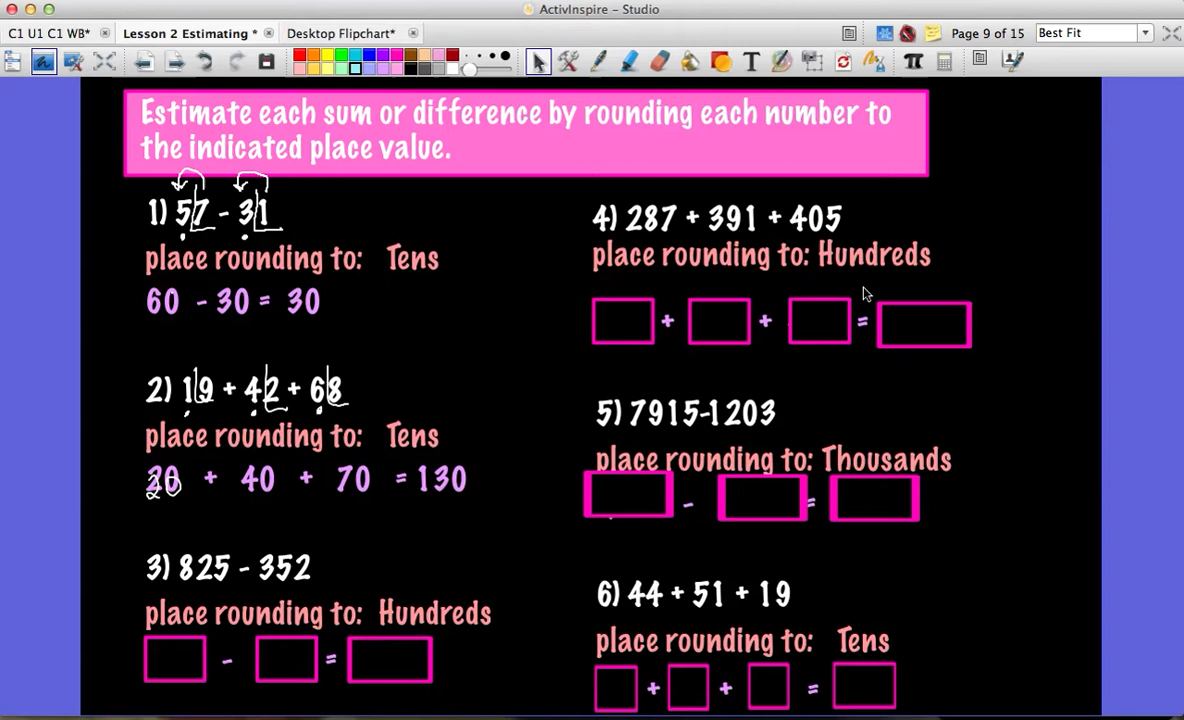 ActivInspire - Studio
C1 U1 C1 WB*
Lesson 2 Estimating *
Desktop Flipchart*
Page 9 of 15
Best Fit
Estimate each sum or difference by rounding each number to
the indicated place value.
1) 57 - 31
place rounding to: Tens
60 - 30 = 30
2) 19 + 42 + 68
place rounding to: Tens
20 + 40 + 70 = 130
20
3) 825 - 352
place rounding to: Hundreds
- =
4) 287 + 391 + 405
place rounding to: Hundreds
+ + =
5) 7915-1203
place rounding to: Thousands
- =
6) 44 + 51 + 19
place rounding to: Tens
+ + =